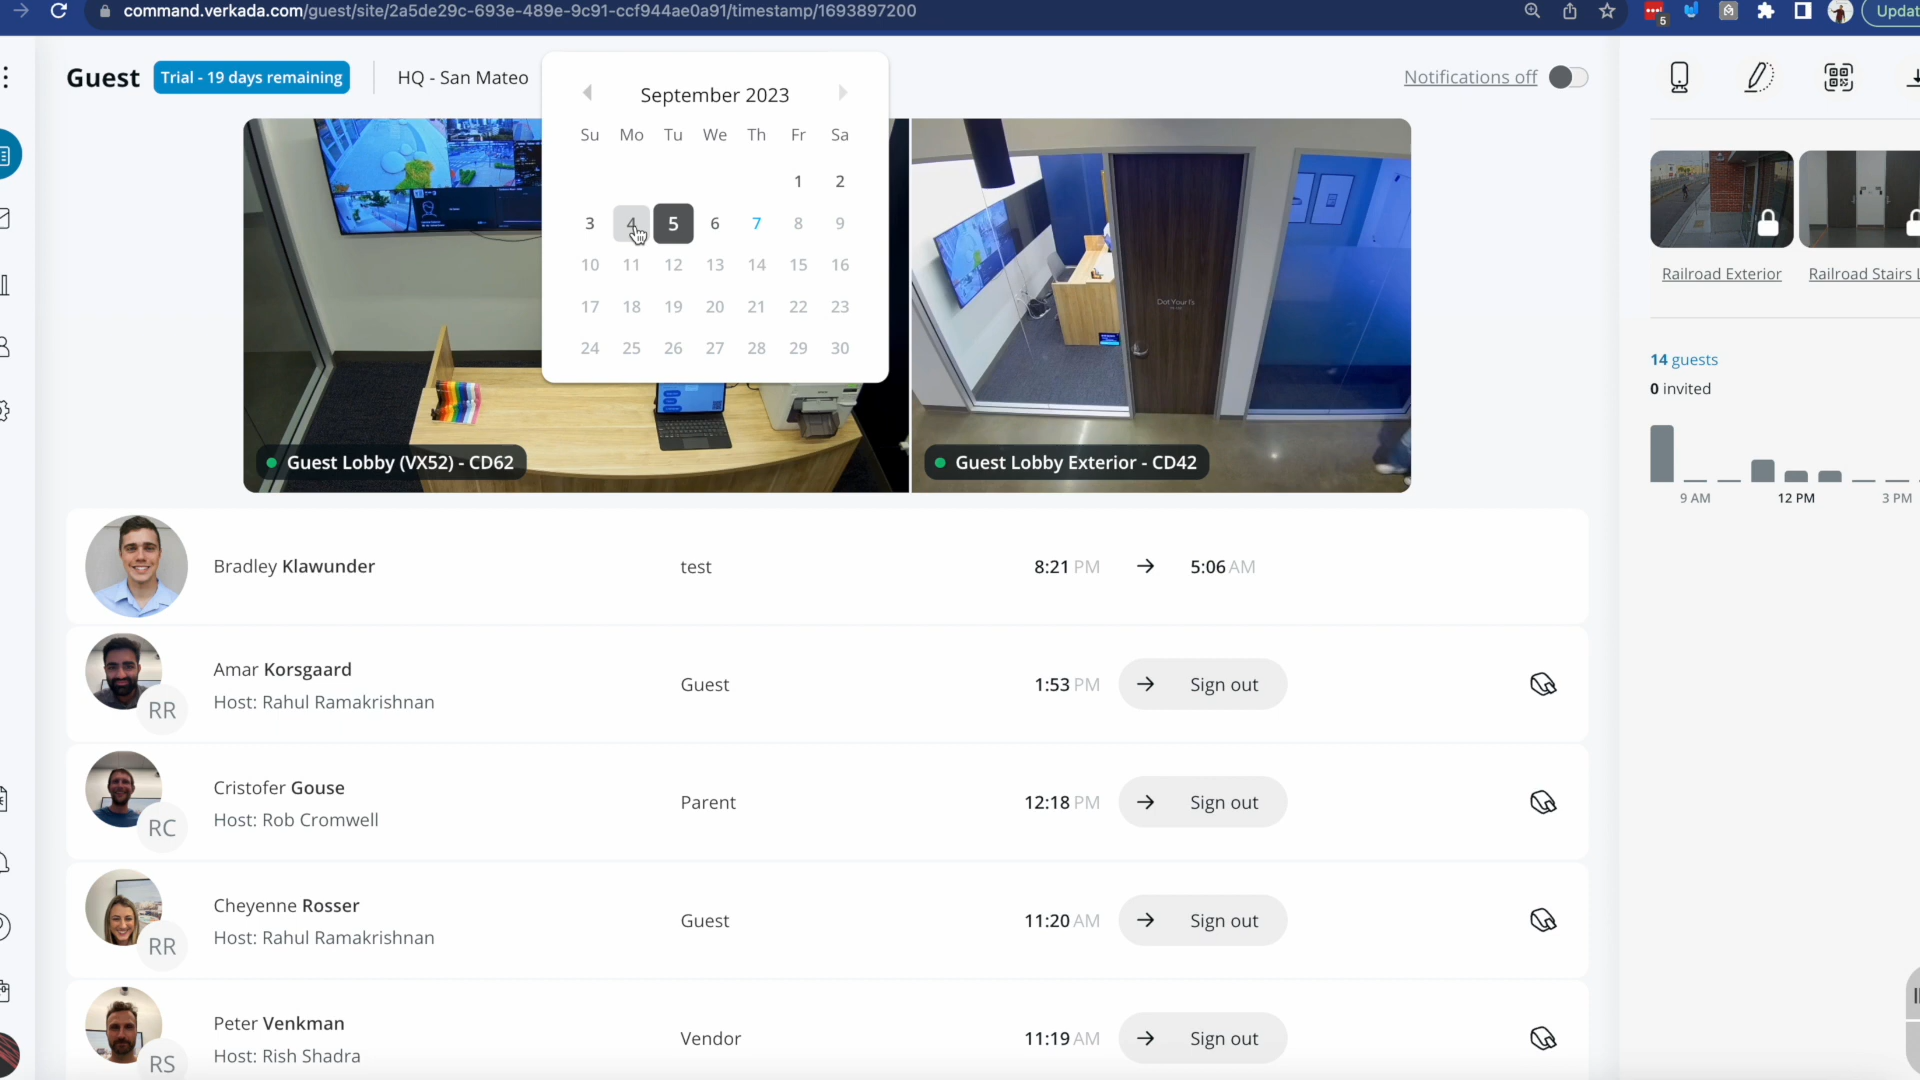 command.verkada.com/guest/site/2a5de29c-693e-489e-9c91-ccf944ae0a91/timestamp/1693897200
5
Updat
Guest
Trial - 19 days remaining
HQ - San Mateo
Notifications off
September 2023
Su Mo Tu We Th Fr Sa
1 2
3 4 5 6 7 8 9
10 11 12 13 14 15 16
17 18 19 20 21 22 23
24 25 26 27 28 29 30
Dot Your I's
Guest Lobby (VX52) - CD62
Guest Lobby Exterior - CD42
Railroad Exterior
Railroad Stairs L
14 guests
0 invited
9 AM 12 PM 3 PM
Bradley Klawunder
test
8:21 PM → 5:06 AM
RR
Amar Korsgaard
Host: Rahul Ramakrishnan
Guest
1:53 PM → Sign out
RC
Cristofer Gouse
Host: Rob Cromwell
Parent
12:18 PM → Sign out
RR
Cheyenne Rosser
Host: Rahul Ramakrishnan
Guest
11:20 AM → Sign out
RS
Peter Venkman
Host: Rish Shadra
Vendor
11:19 AM → Sign out